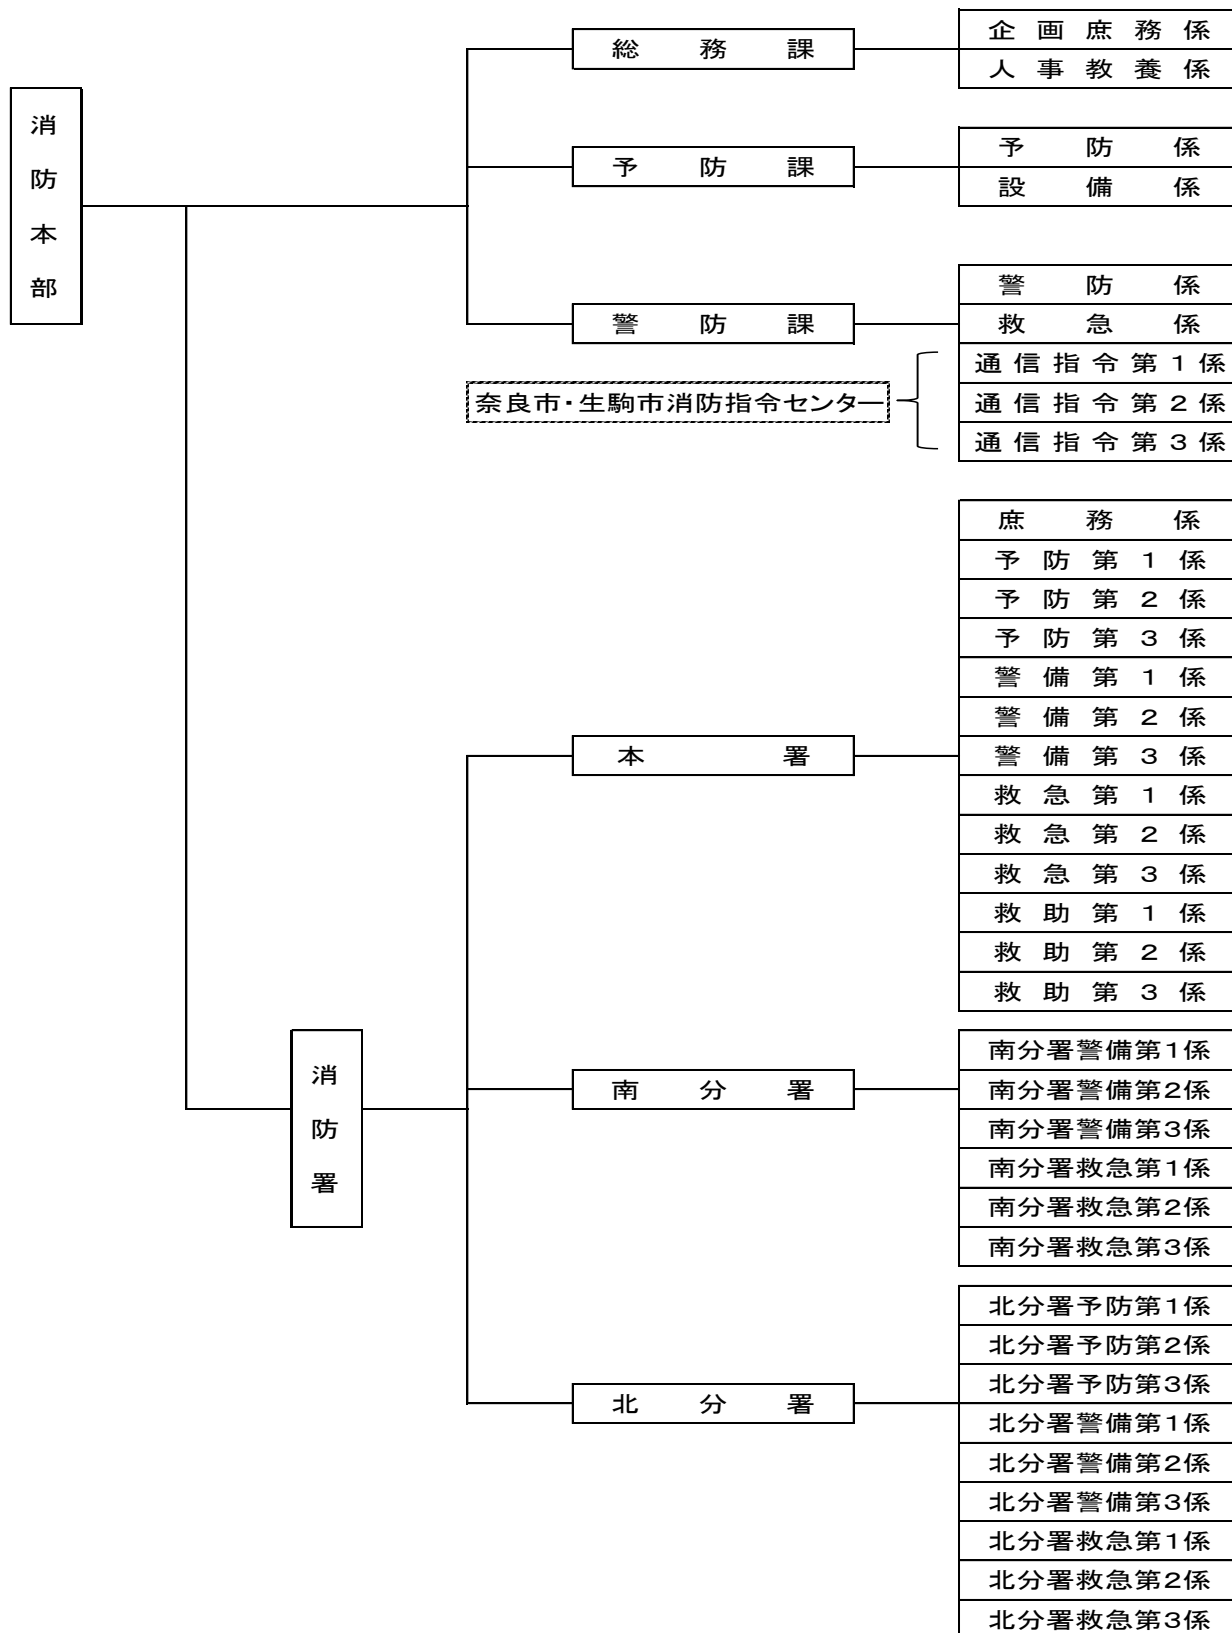 消防本部
総務課
企画庶務係
人事教養係
予防課
予防係
設備係
警防課
警防係
救急係
奈良市・生駒市消防指令センター
通信指令第1係
通信指令第2係
通信指令第3係
消防署
本署
庶務係
予防第1係
予防第2係
予防第3係
警備第1係
警備第2係
警備第3係
救急第1係
救急第2係
救急第3係
救助第1係
救助第2係
救助第3係
南分署
南分署警備第1係
南分署警備第2係
南分署警備第3係
南分署救急第1係
南分署救急第2係
南分署救急第3係
北分署
北分署予防第1係
北分署予防第2係
北分署予防第3係
北分署警備第1係
北分署警備第2係
北分署警備第3係
北分署救急第1係
北分署救急第2係
北分署救急第3係